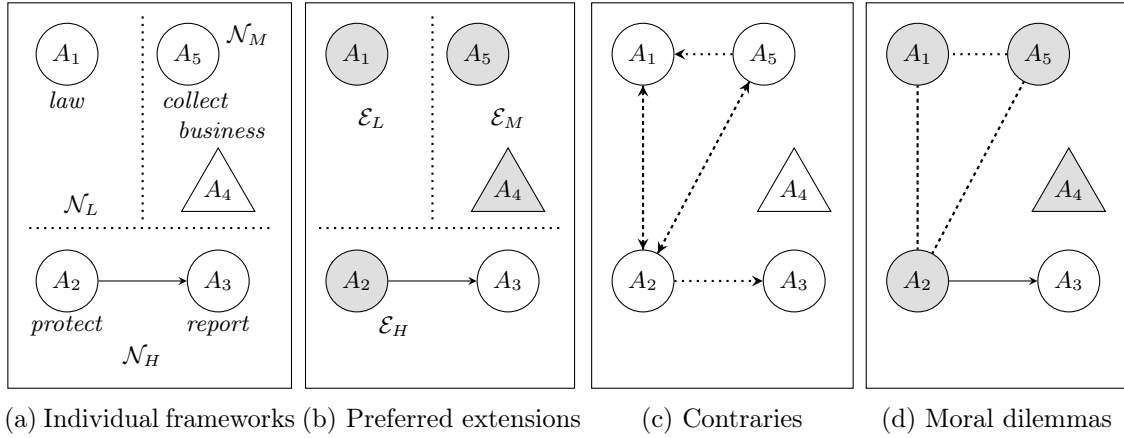 A₁ A₅ 𝒩_M
law collect
business
A₄
𝒩_L
A₂ A₃
protect report
𝒩_H
(a) Individual frameworks
A₁ A₅
ℰ_L ℰ_M
A₄
A₂ A₃
ℰ_H
(b) Preferred extensions
A₁ A₅
A₄
A₂ A₃
(c) Contraries
A₁ A₅
A₄
A₂ A₃
(d) Moral dilemmas